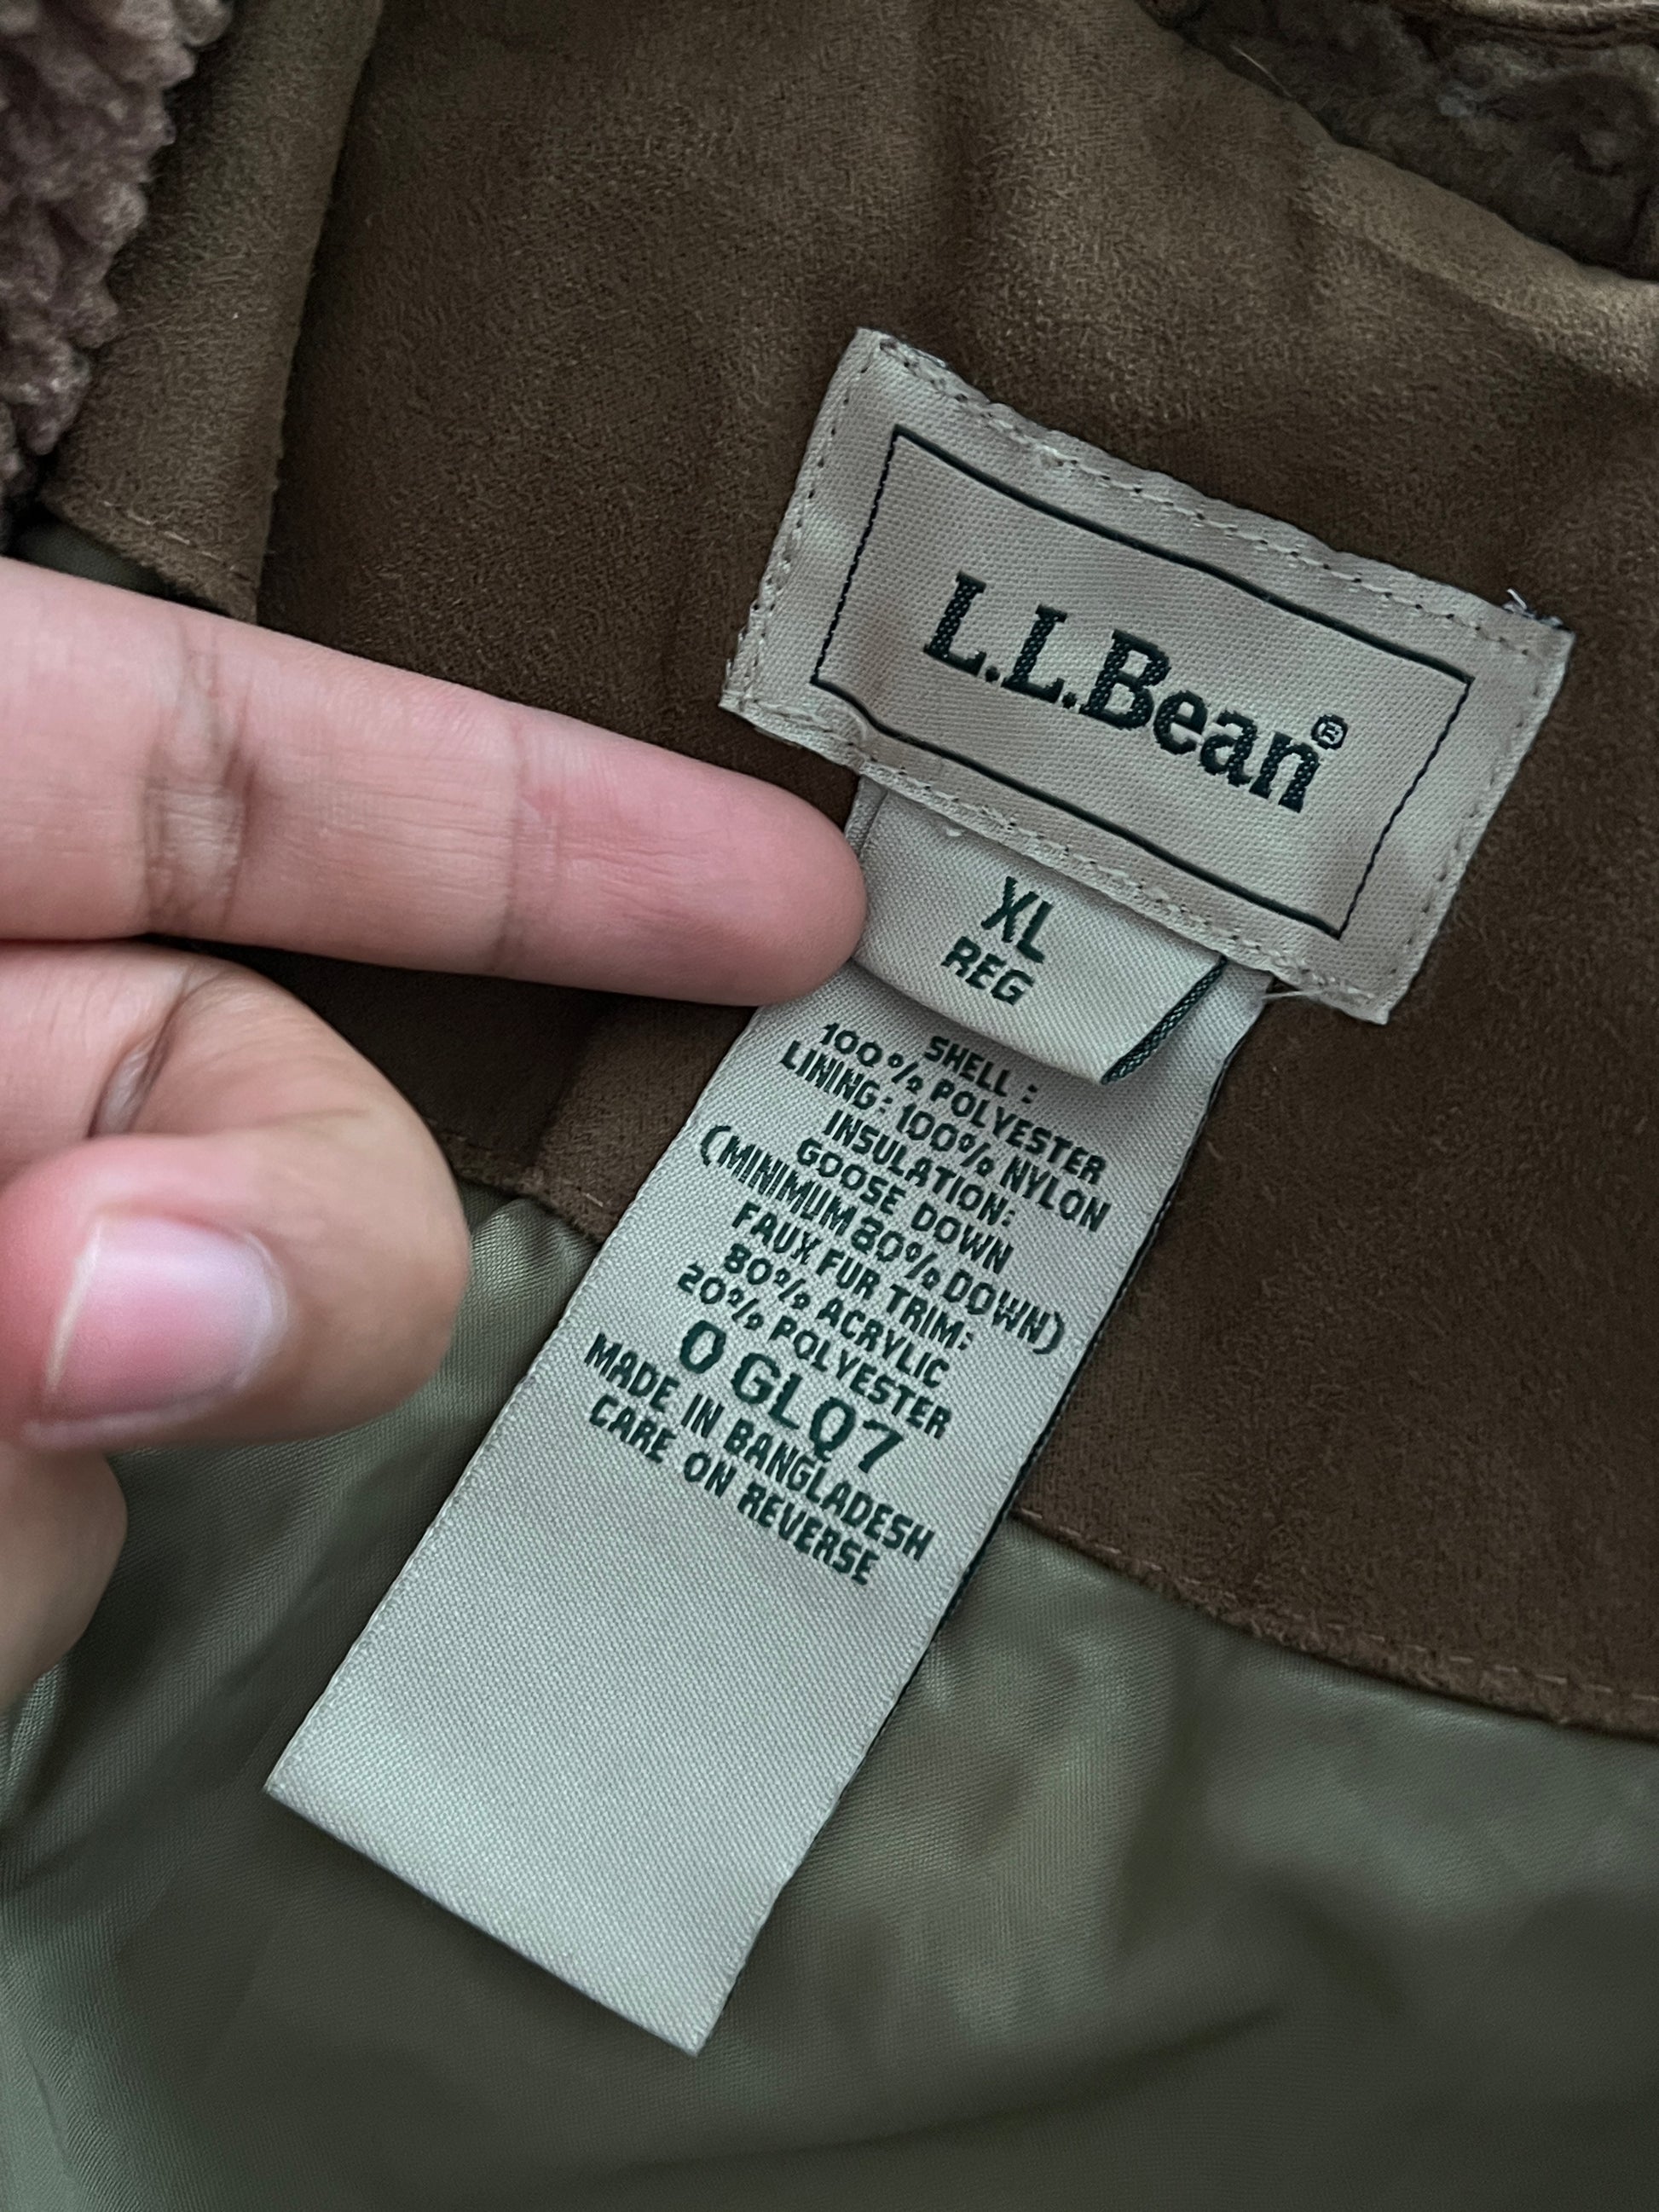 L.L.Bean®
XL
REG
SHELL :
100% POLYESTER
LINING: 100% NYLON
INSULATION:
GOOSE DOWN
(MINIMUM 80% DOWN)
FAUX FUR TRIM:
80% ACRYLIC
20% POLYESTER
0 GLQ7
MADE IN BANGLADESH
CARE ON REVERSE